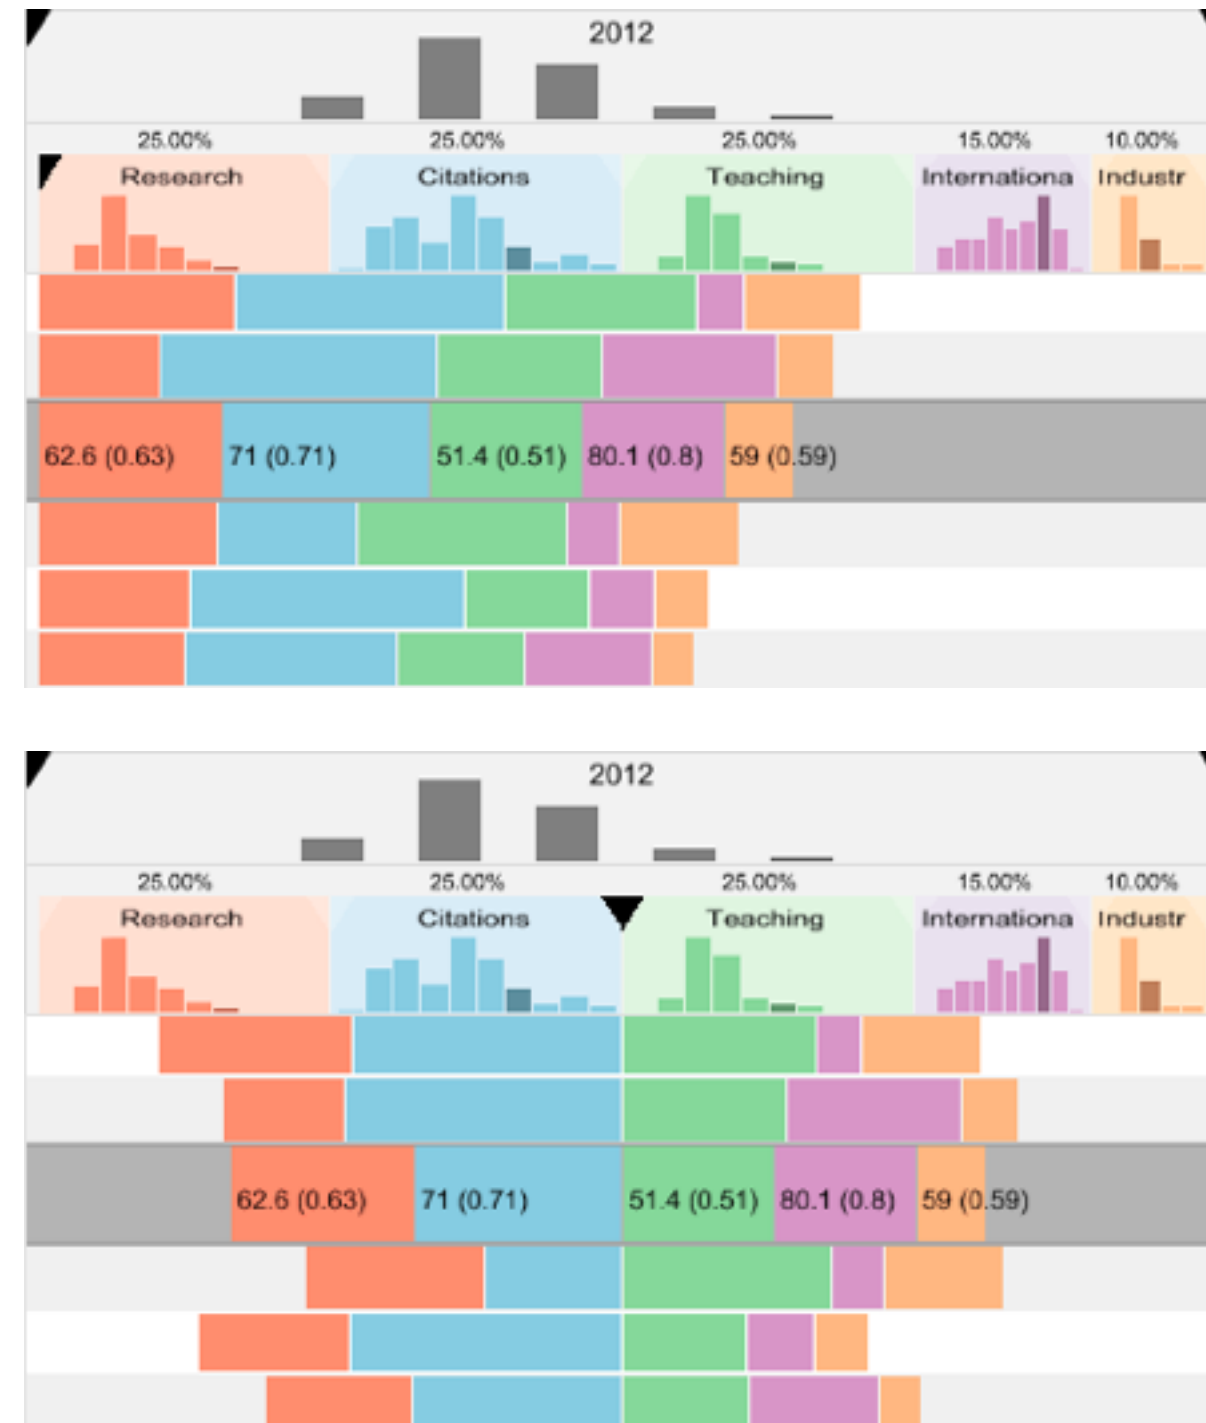 2012
25.00% 25.00% 25.00% 15.00% 10.00%
Research Citations Teaching Internationa Industr
62.6 (0.63) 71 (0.71) 51.4 (0.51) 80.1 (0.8) 59 (0.59)
2012
25.00% 25.00% 25.00% 15.00% 10.00%
Research Citations Teaching Internationa Industr
62.6 (0.63) 71 (0.71) 51.4 (0.51) 80.1 (0.8) 59 (0.59)